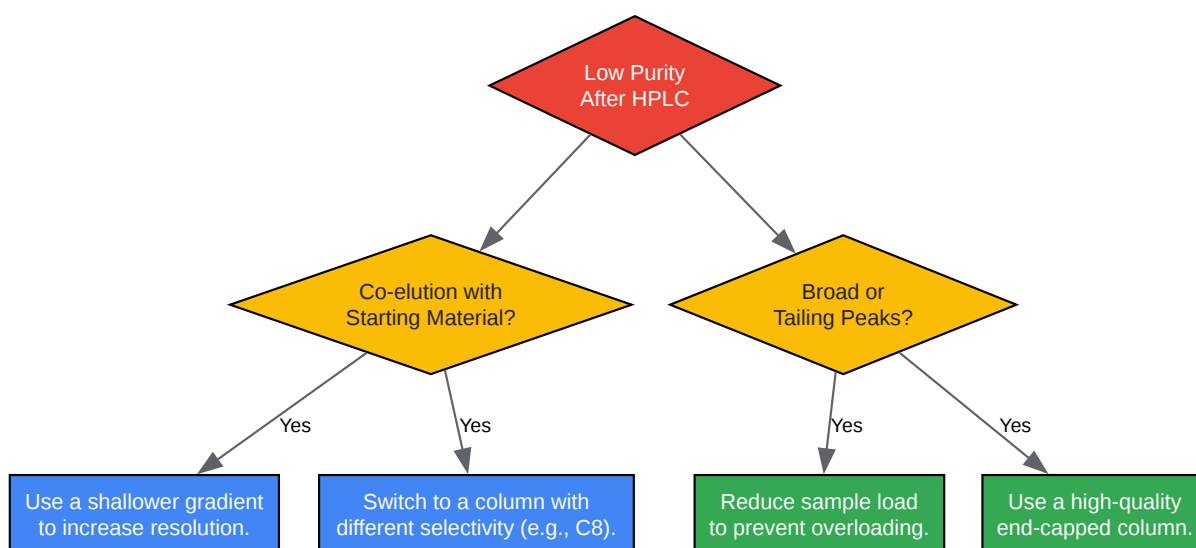 Low Purity
After HPLC
Co-elution with
Starting Material?
Broad or
Tailing Peaks?
Yes
Yes
Yes
Yes
Use a shallower gradient
to increase resolution.
Switch to a column with
different selectivity (e.g., C8).
Reduce sample load
to prevent overloading.
Use a high-quality
end-capped column.